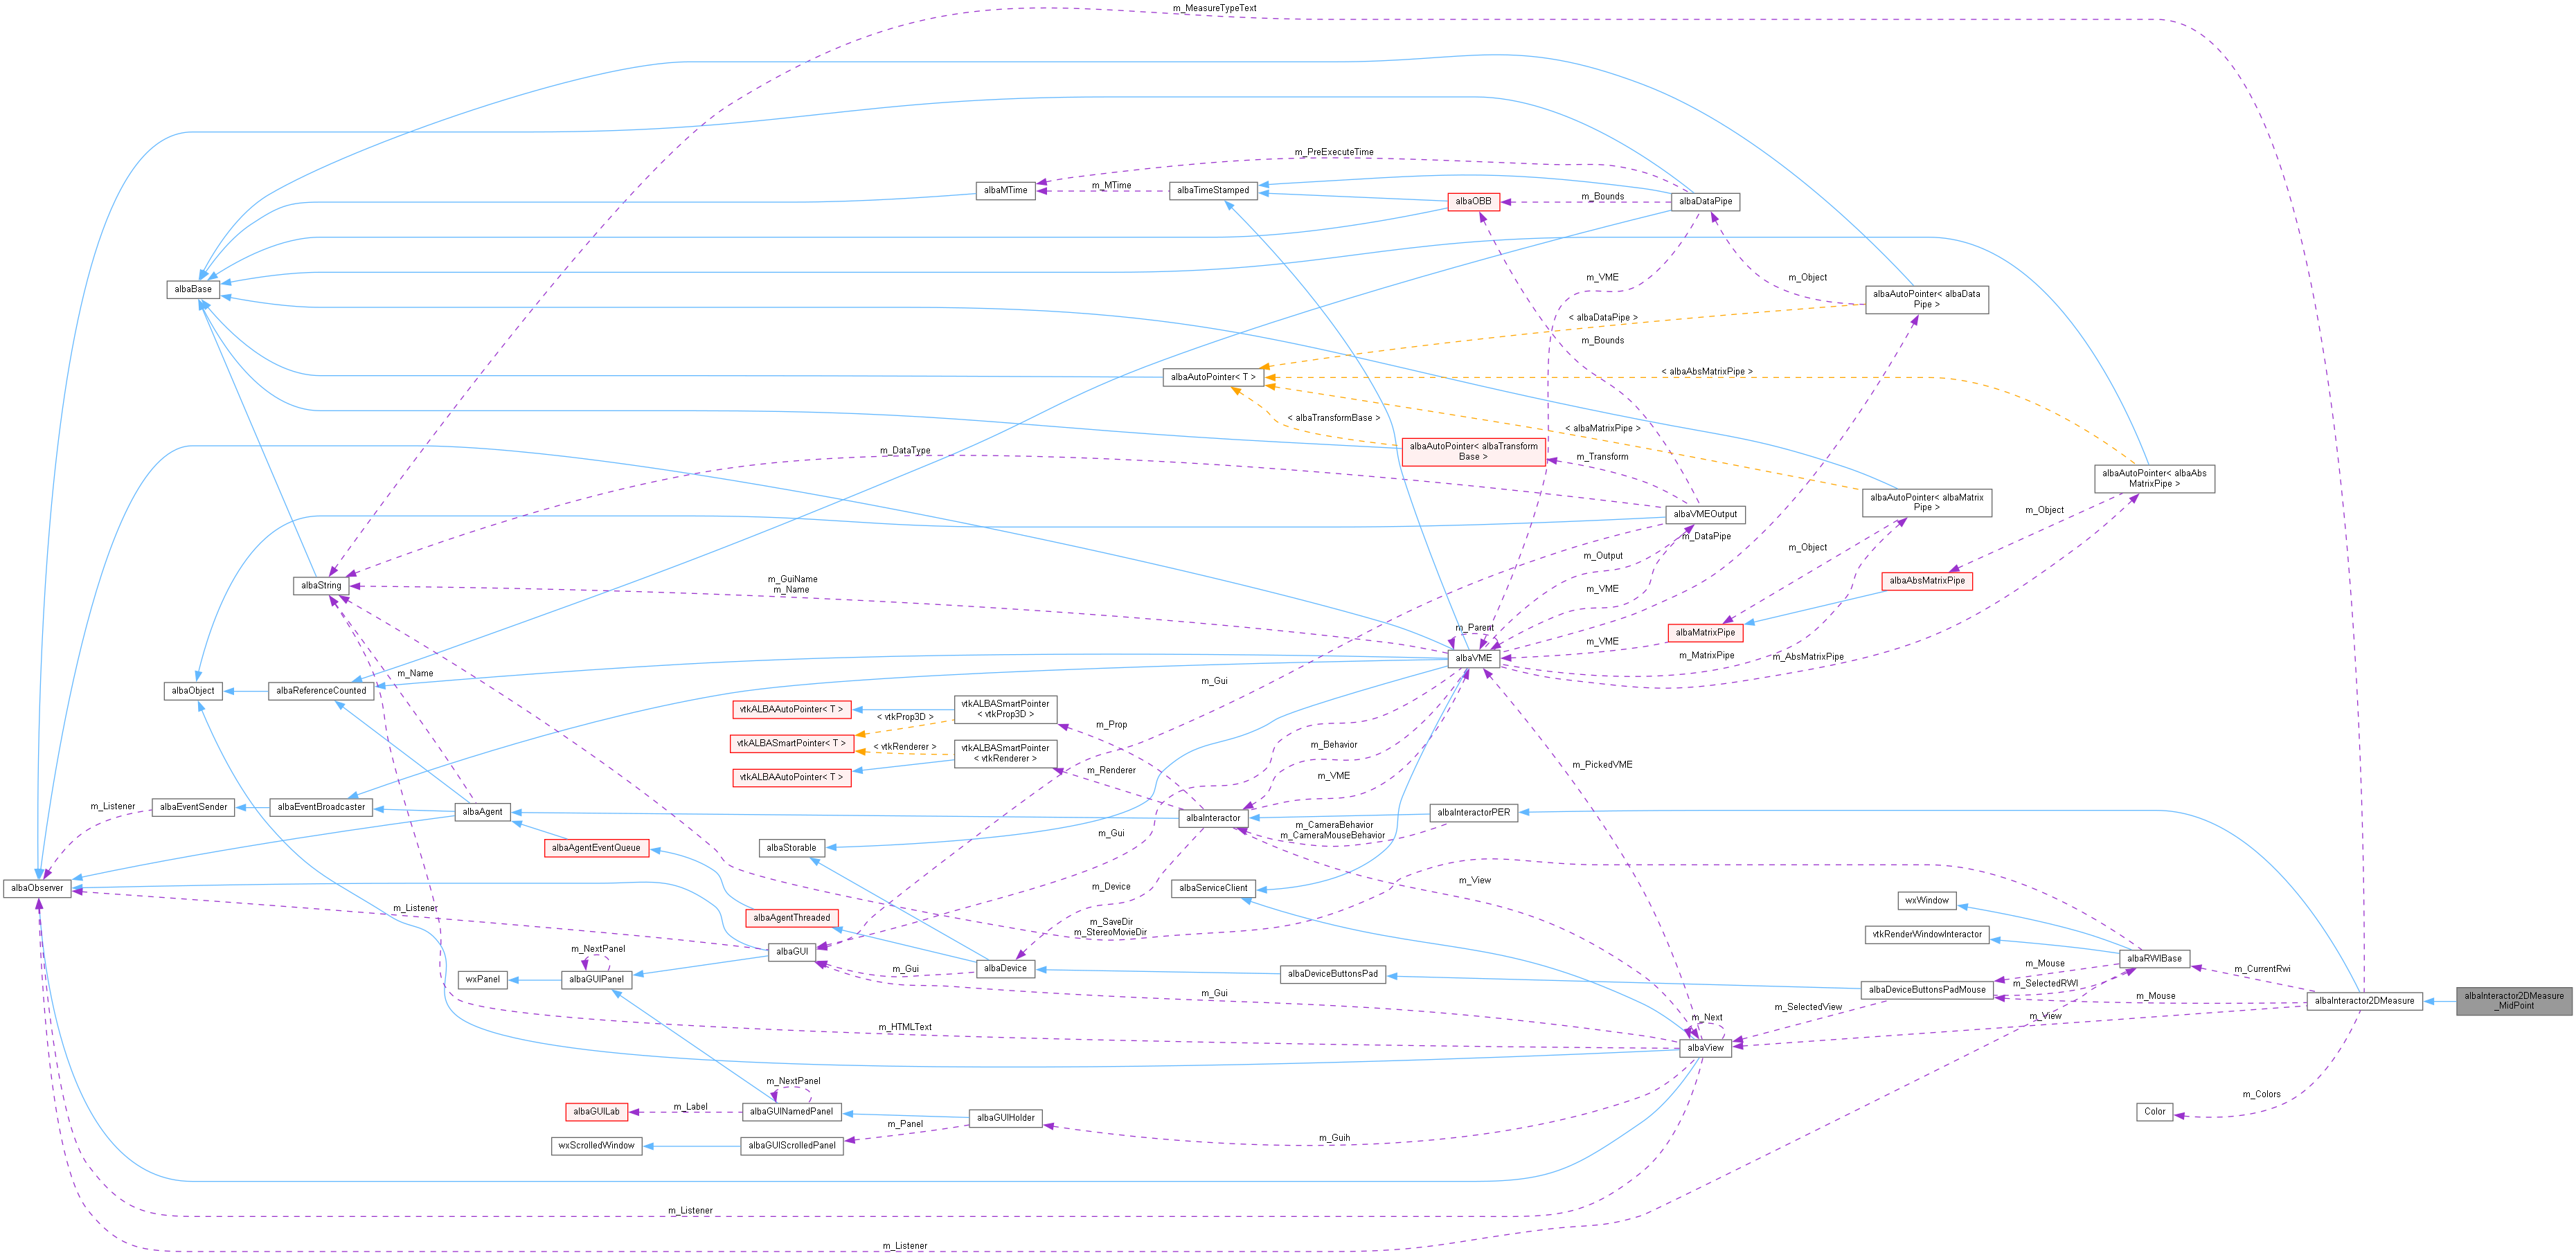 m_MeasureTypeText
m_PreExecuteTime
albaMTime
m_MTime
albaTimeStamped
albaOBB
m_Bounds
albaDataPipe
albaBase
m_VME
m_Object
albaAutoPointer< albaData
Pipe >
< albaDataPipe >
m_Bounds
albaAutoPointer< T >
< albaAbsMatrixPipe >
< albaTransformBase >
< albaMatrixPipe >
albaAutoPointer< albaTransform
Base >
m_DataType
m_Transform
albaAutoPointer< albaAbs
MatrixPipe >
albaAutoPointer< albaMatrix
Pipe >
albaVMEOutput
m_Object
m_DataPipe
m_Object
m_Output
albaString
m_GuiName
m_Name
m_VME
albaAbsMatrixPipe
m_Parent
albaMatrixPipe
m_VME
albaVME
m_MatrixPipe
m_AbsMatrixPipe
m_Name
m_Gui
albaObject
albaReferenceCounted
vtkALBAAutoPointer< T >
< vtkProp3D >
vtkALBASmartPointer
< vtkProp3D >
m_Prop
vtkALBASmartPointer< T >
< vtkRenderer >
vtkALBASmartPointer
< vtkRenderer >
m_Behavior
m_Renderer
vtkALBAAutoPointer< T >
m_VME
m_PickedVME
m_Listener
albaEventSender
albaEventBroadcaster
albaAgent
albaInteractor
albaInteractorPER
m_CameraBehavior
m_CameraMouseBehavior
m_Gui
albaAgentEventQueue
albaStorable
albaObserver
m_Device
m_View
albaServiceClient
m_Listener
albaAgentThreaded
m_SaveDir
m_StereoMovieDir
wxWindow
vtkRenderWindowInteractor
m_NextPanel
albaGUI
albaRWIBase
m_Mouse
m_CurrentRwi
wxPanel
albaGUIPanel
m_Gui
albaDevice
albaDeviceButtonsPad
m_SelectedRWI
albaDeviceButtonsPadMouse
m_Gui
m_Mouse
albaInteractor2DMeasure
albaInteractor2DMeasure
_MidPoint
m_SelectedView
m_HTMLText
m_Next
m_View
albaView
m_NextPanel
m_Colors
albaGUILab
m_Label
albaGUINamedPanel
albaGUIHolder
Color
m_Panel
m_Guih
wxScrolledWindow
albaGUIScrolledPanel
m_Listener
m_Listener